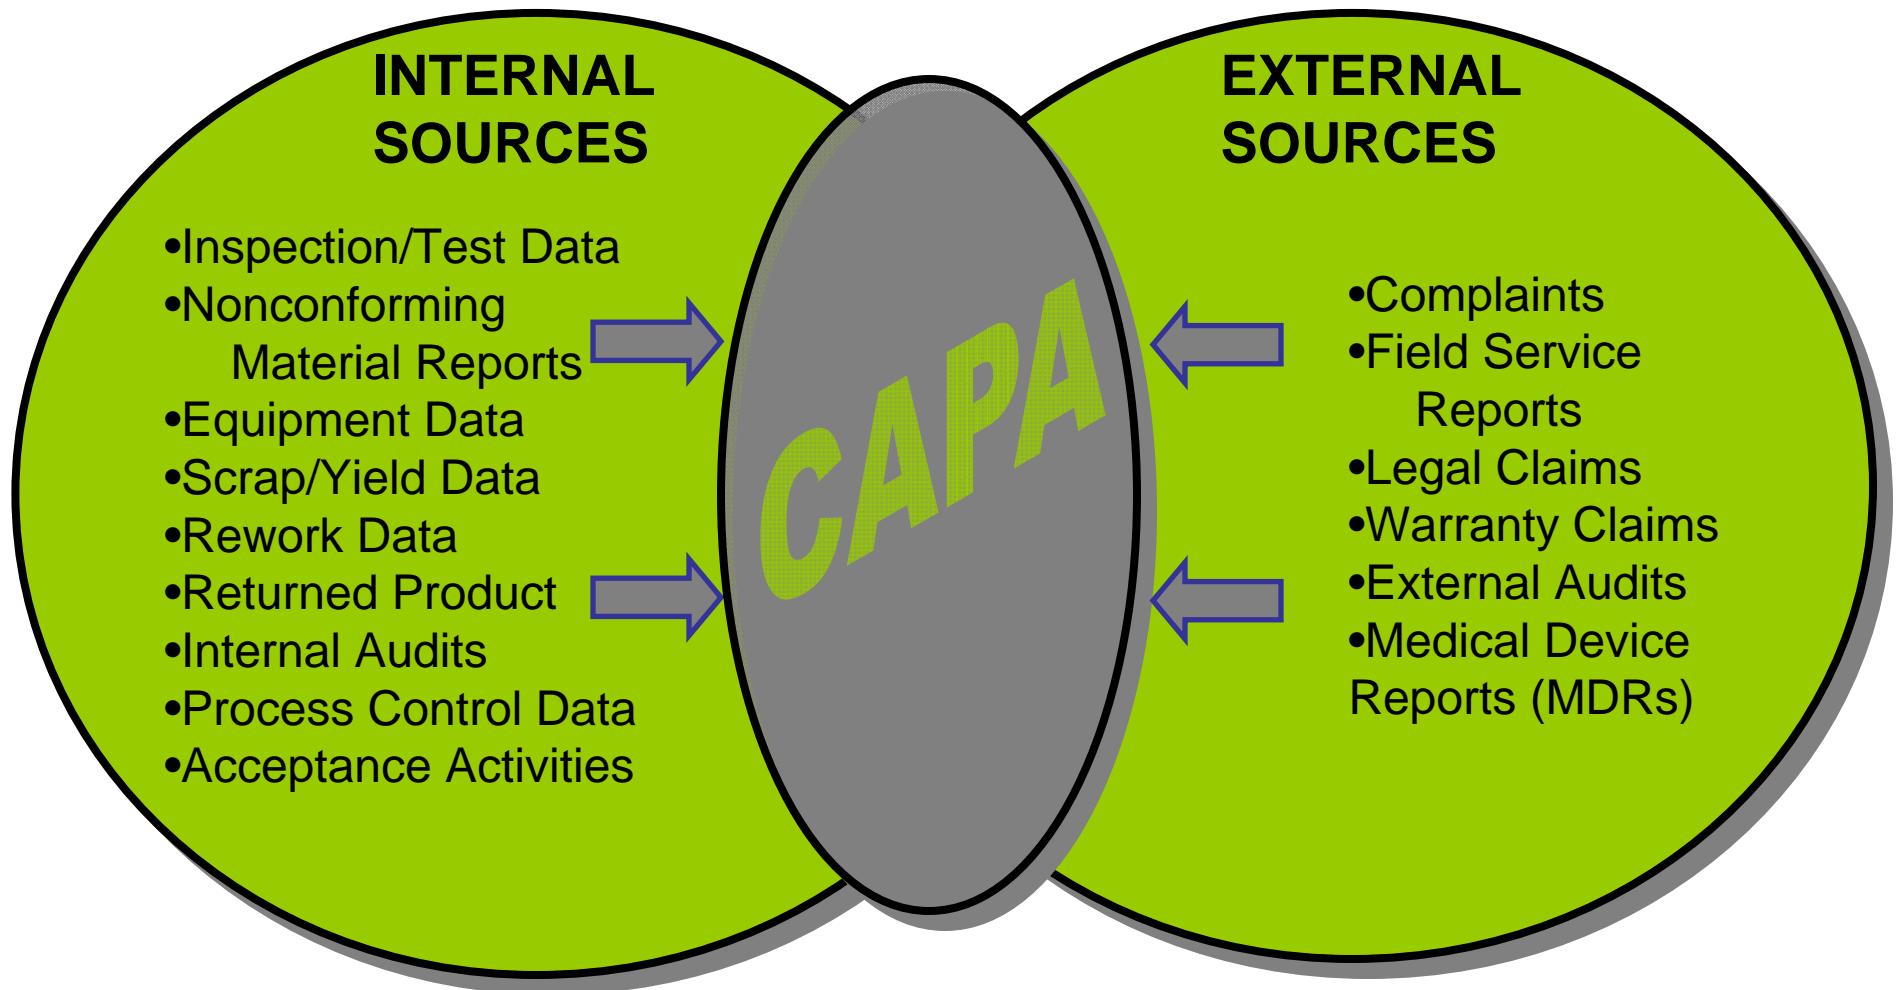 INTERNAL
SOURCES
•Inspection/Test Data
•Nonconforming
Material Reports
•Equipment Data
•Scrap/Yield Data
•Rework Data
•Returned Product
•Internal Audits
•Process Control Data
•Acceptance Activities
CAPA
EXTERNAL
SOURCES
•Complaints
•Field Service
Reports
•Legal Claims
•Warranty Claims
•External Audits
•Medical Device
Reports (MDRs)